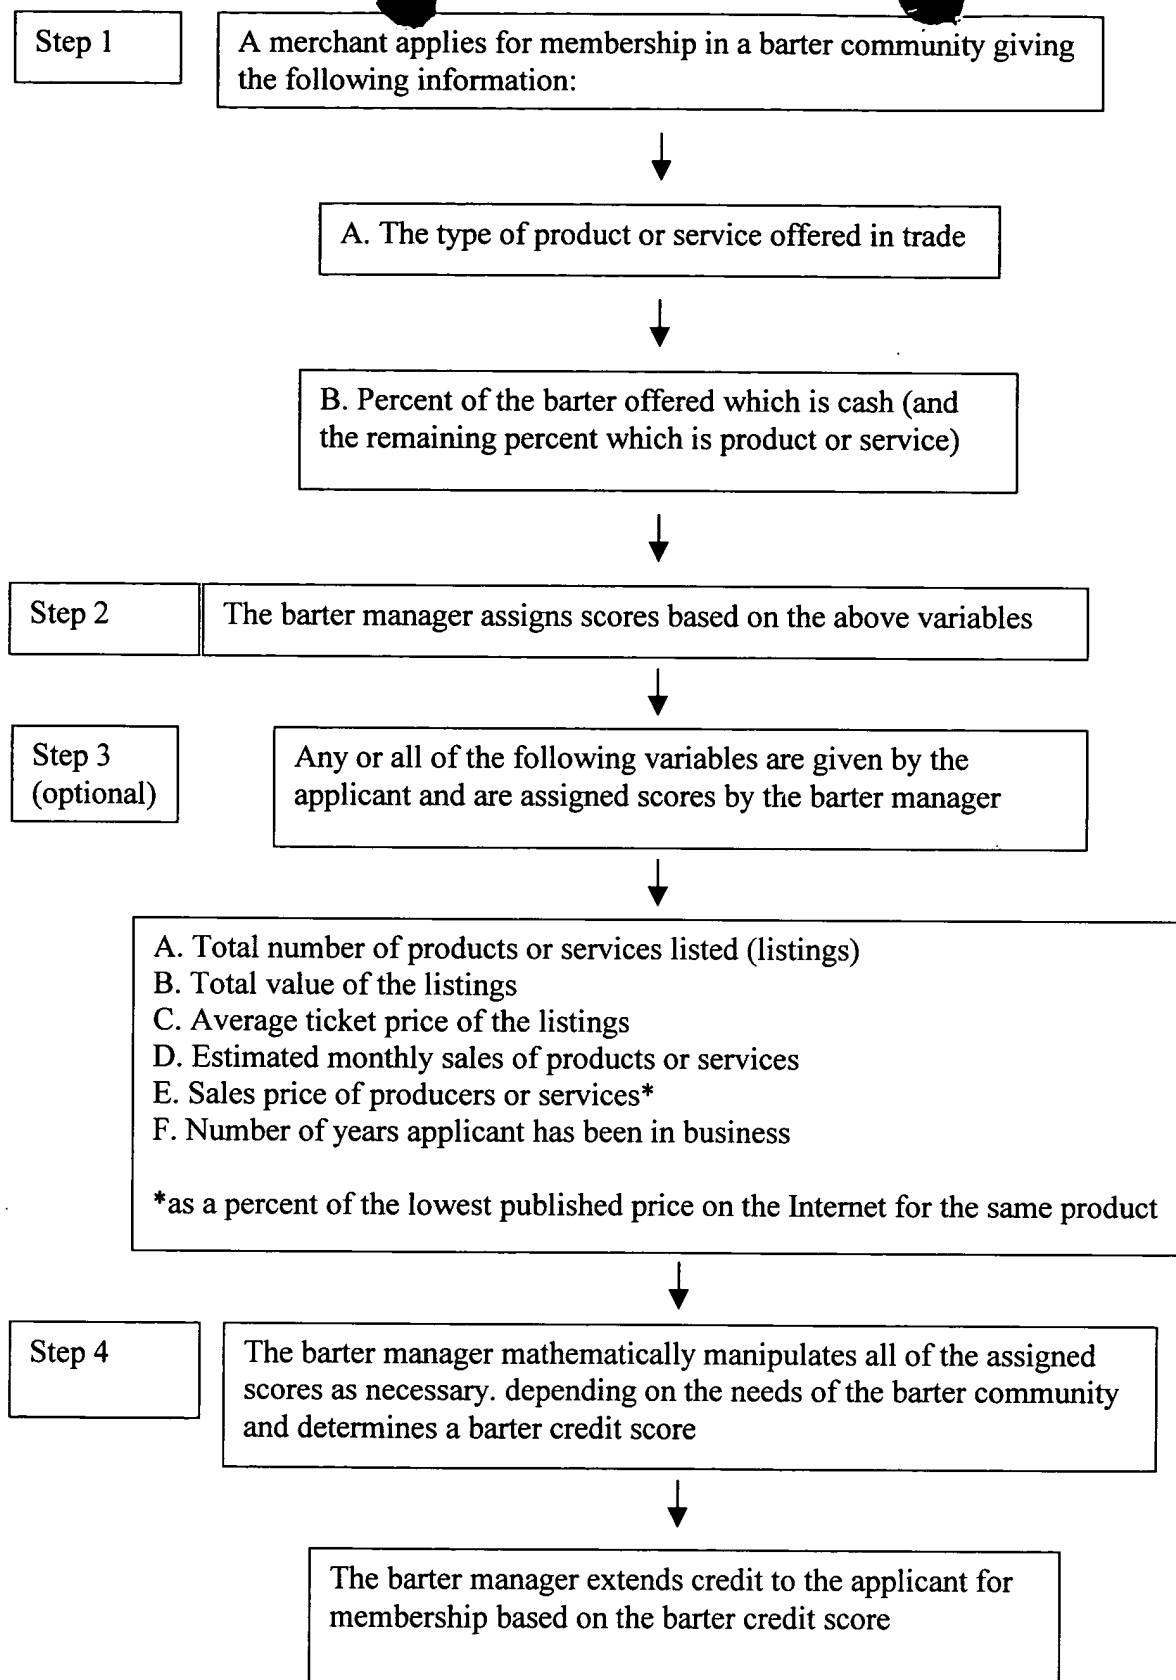 Step 1
A merchant applies for membership in a barter community giving
the following information:
A. The type of product or service offered in trade
B. Percent of the barter offered which is cash (and
the remaining percent which is product or service)
Step 2
The barter manager assigns scores based on the above variables
Step 3
(optional)
Any or all of the following variables are given by the
applicant and are assigned scores by the barter manager
A. Total number of products or services listed (listings)
B. Total value of the listings
C. Average ticket price of the listings
D. Estimated monthly sales of products or services
E. Sales price of producers or services*
F. Number of years applicant has been in business
*as a percent of the lowest published price on the Internet for the same product
Step 4
The barter manager mathematically manipulates all of the assigned
scores as necessary. depending on the needs of the barter community
and determines a barter credit score
The barter manager extends credit to the applicant for
membership based on the barter credit score